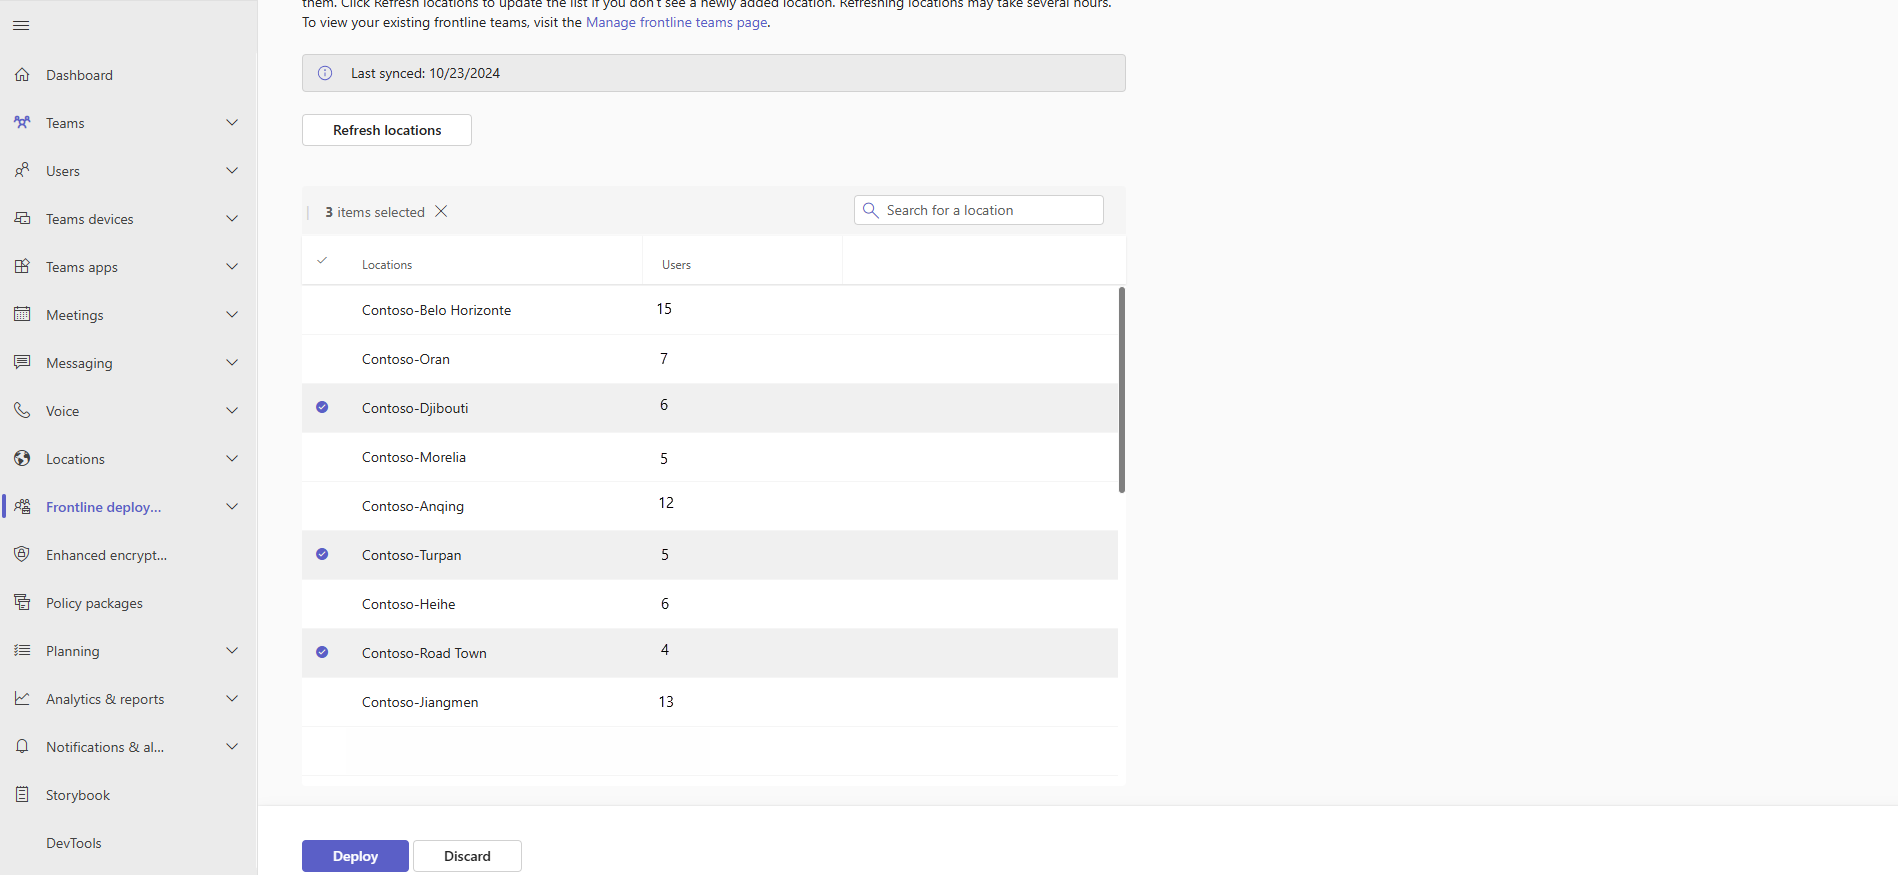 them. Click Refresh locations to update the list if you don't see a newly added location. Refreshing locations may take several hours.
To view your existing frontline teams, visit the Manage frontline teams page.
Last synced: 10/23/2024
Refresh locations
3 items selected
Search for a location
Locations Users
Contoso-Belo Horizonte 15
Contoso-Oran 7
Contoso-Djibouti 6
Contoso-Morelia 5
Contoso-Anqing 12
Contoso-Turpan 5
Contoso-Heihe 6
Contoso-Road Town 4
Contoso-Jiangmen 13
Deploy
Discard
Dashboard
Teams
Users
Teams devices
Teams apps
Meetings
Messaging
Voice
Locations
Frontline deploy...
Enhanced encrypt...
Policy packages
Planning
Analytics & reports
Notifications & al...
Storybook
DevTools